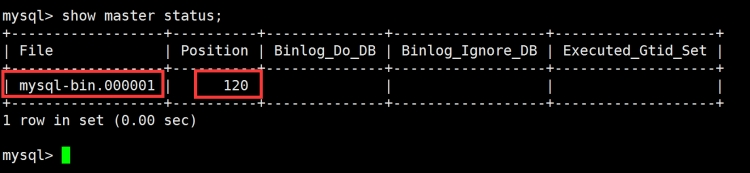 mysql> show master status;
+------------------+----------+--------------+------------------+-------------------+
| File | Position | Binlog_Do_DB | Binlog_Ignore_DB | Executed_Gtid_Set |
+------------------+----------+--------------+------------------+-------------------+
| mysql-bin.000001 | 120 | | | |
+------------------+----------+--------------+------------------+-------------------+
1 row in set (0.00 sec)
mysql>